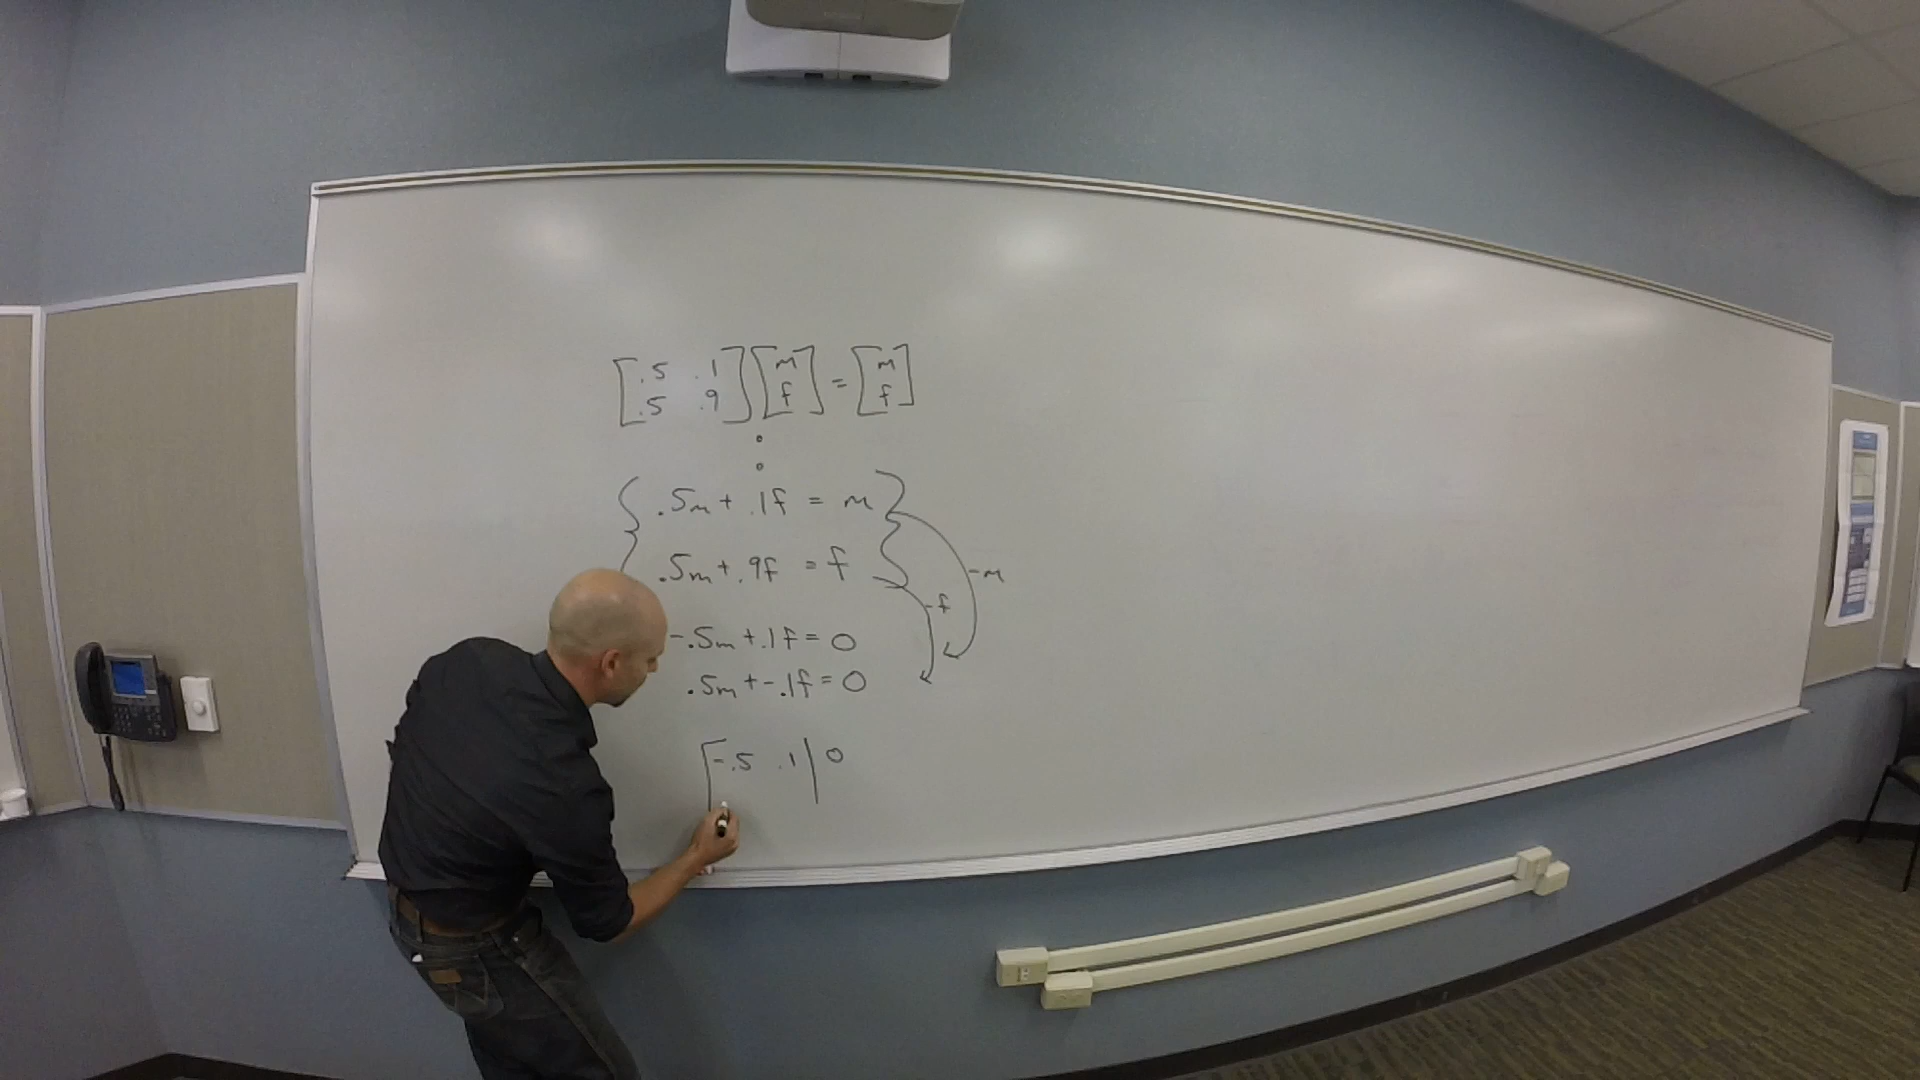 [.5 .1] [m] = [m]
[.5 .9] [f] [f]
.5m + .1f = m
.5m + .9f = f
-m
-f
-.5m + .1f = 0
.5m + -.1f = 0
[-.5 .1 | 0